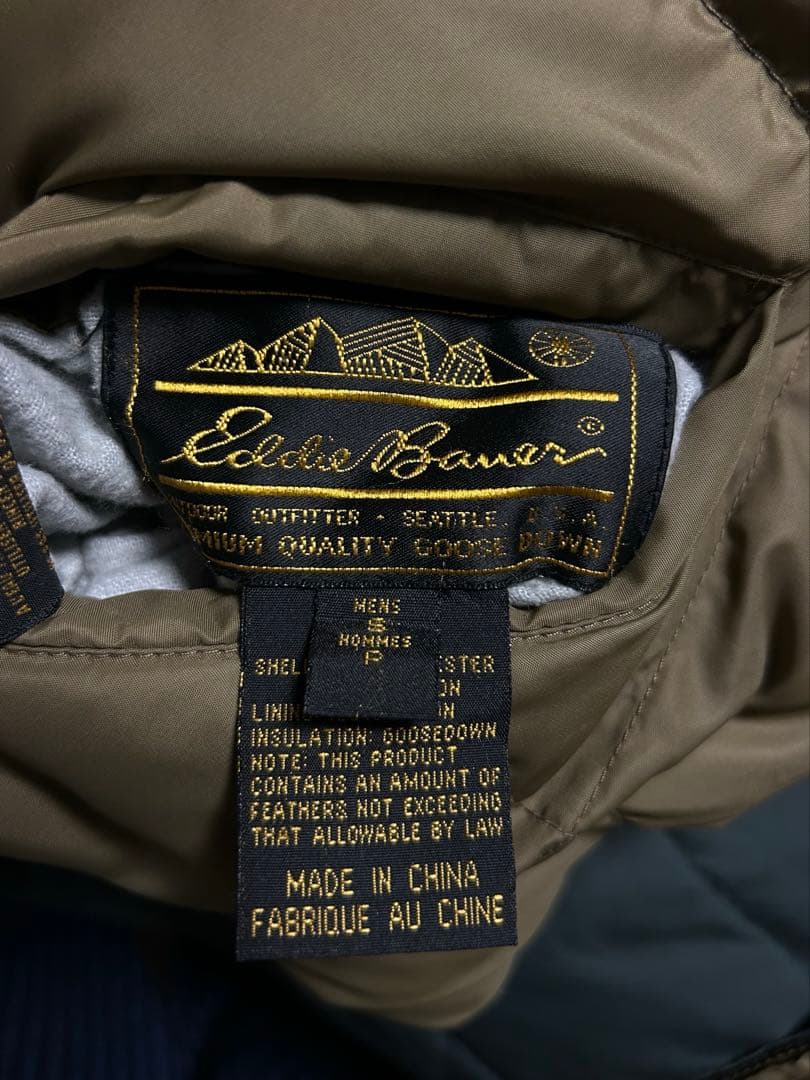 Eddie Bauer ©
OUTFITTER - SEATTLE
QUALITY GOOSE DOWN
MENS
S
HOMMES
P
INSULATION: GOOSEDOWN
NOTE: THIS PRODUCT
CONTAINS AN AMOUNT OF
FEATHERS NOT EXCEEDING
THAT ALLOWABLE BY LAW
MADE IN CHINA
FABRIQUE AU CHINE